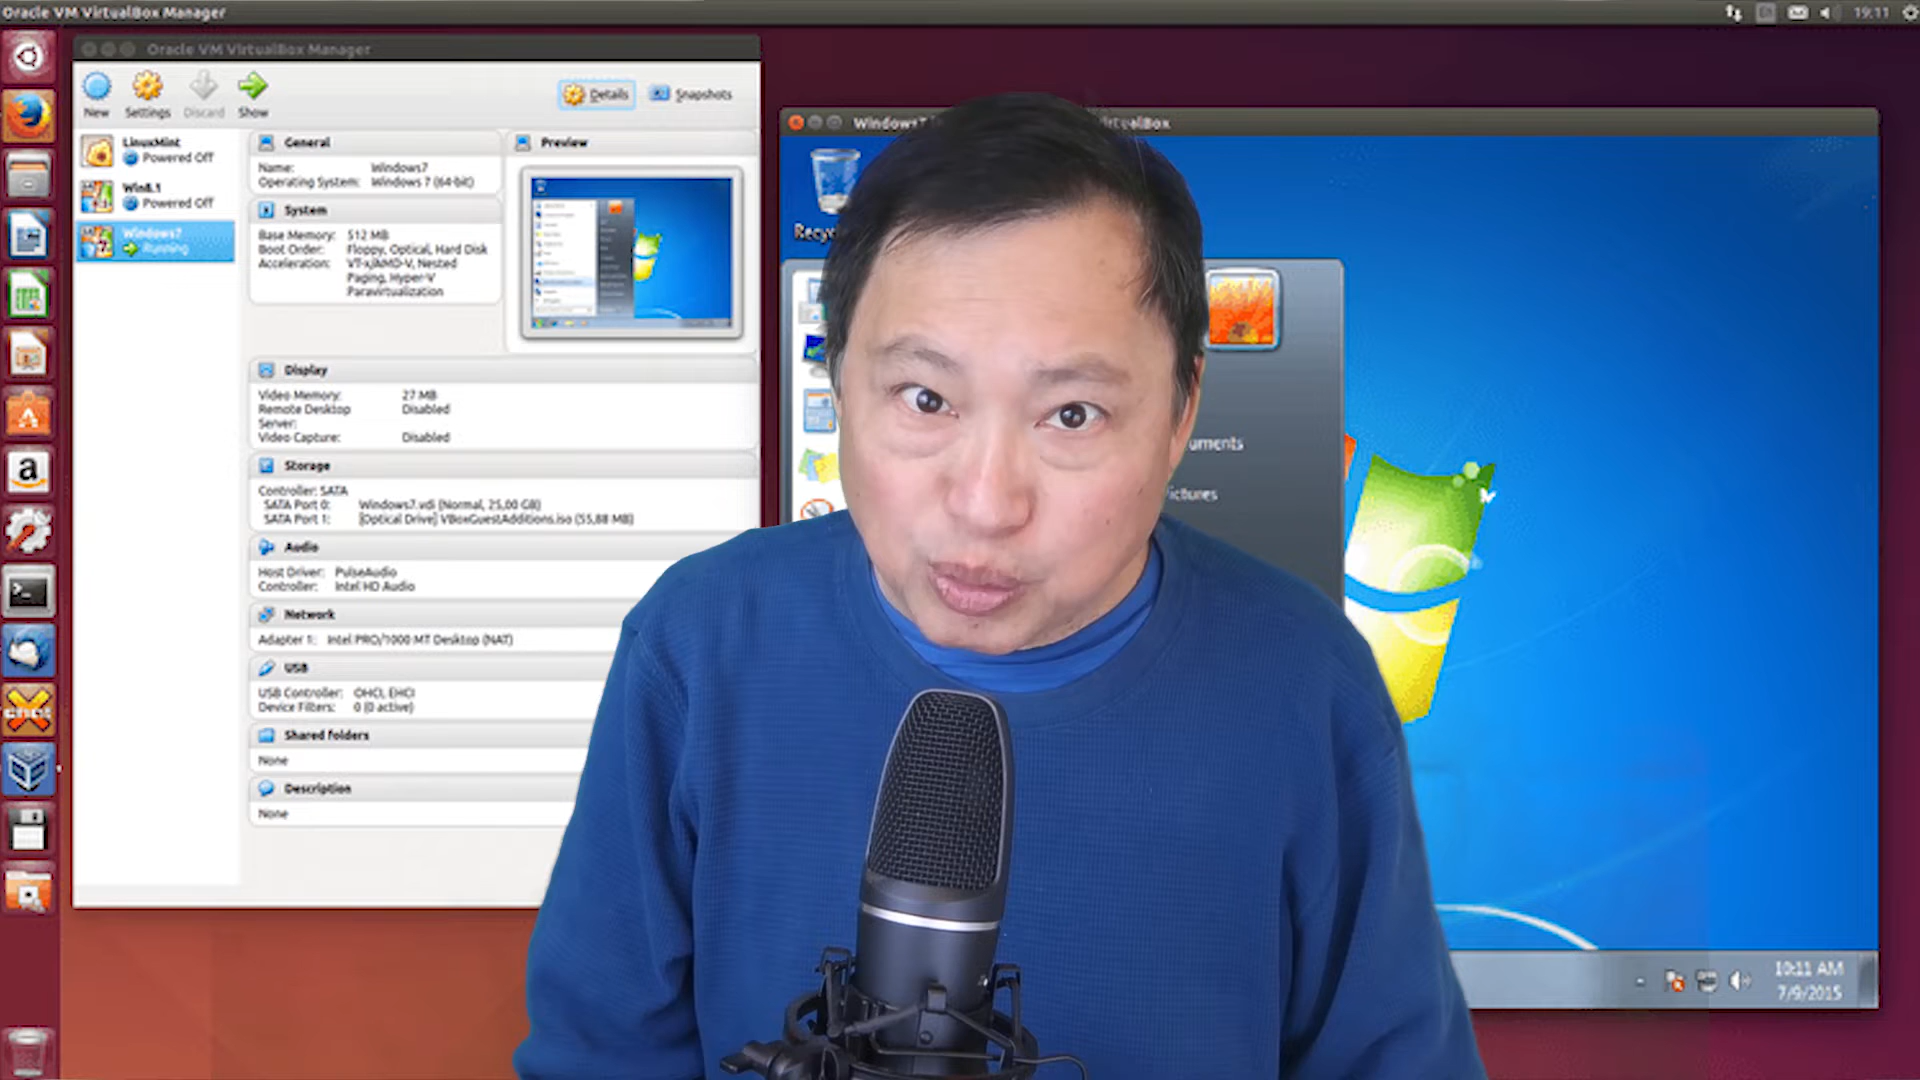 Oracle VM VirtualBox Manager
19:11
Oracle VM VirtualBox Manager
New
Settings
Discard
Show
Details
Snapshots
LinuxMint
Powered Off
Win8.1
Powered Off
Windows7
Running
General
Name: Windows7
Operating System: Windows 7 (64-bit)
System
Base Memory: 512 MB
Boot Order: Floppy, Optical, Hard Disk
Acceleration: VT-x/AMD-V, Nested
Paging, Hyper-V
Paravirtualization
Preview
Display
Video Memory: 27 MB
Remote Desktop Disabled
Server:
Video Capture: Disabled
Storage
Controller: SATA
SATA Port 0: Windows7.vdi (Normal, 25,00 GB)
SATA Port 1: [Optical Drive] VBoxGuestAdditions.iso (55,88 MB)
Audio
Host Driver: PulseAudio
Controller: Intel HD Audio
Network
Adapter 1: Intel PRO/1000 MT Desktop (NAT)
USB
USB Controller: OHCI, EHCI
Device Filters: 0 (0 active)
Shared folders
None
Description
None
Windows7
irtualBox
Recyc
uments
ictures
10:11 AM
7/9/2015
a
chat